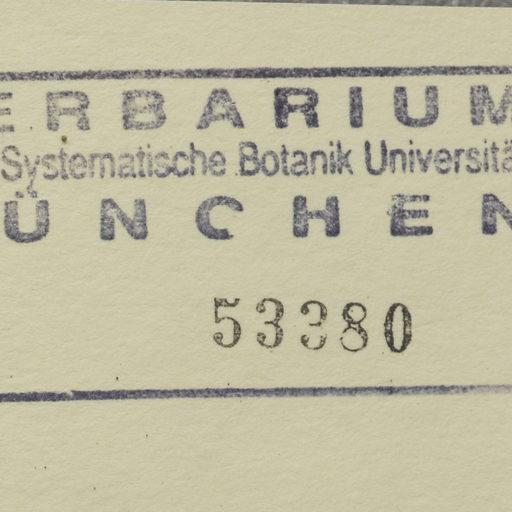 ERBARIUM
Systematische Botanik Universitä
ÜNCHEN
53380